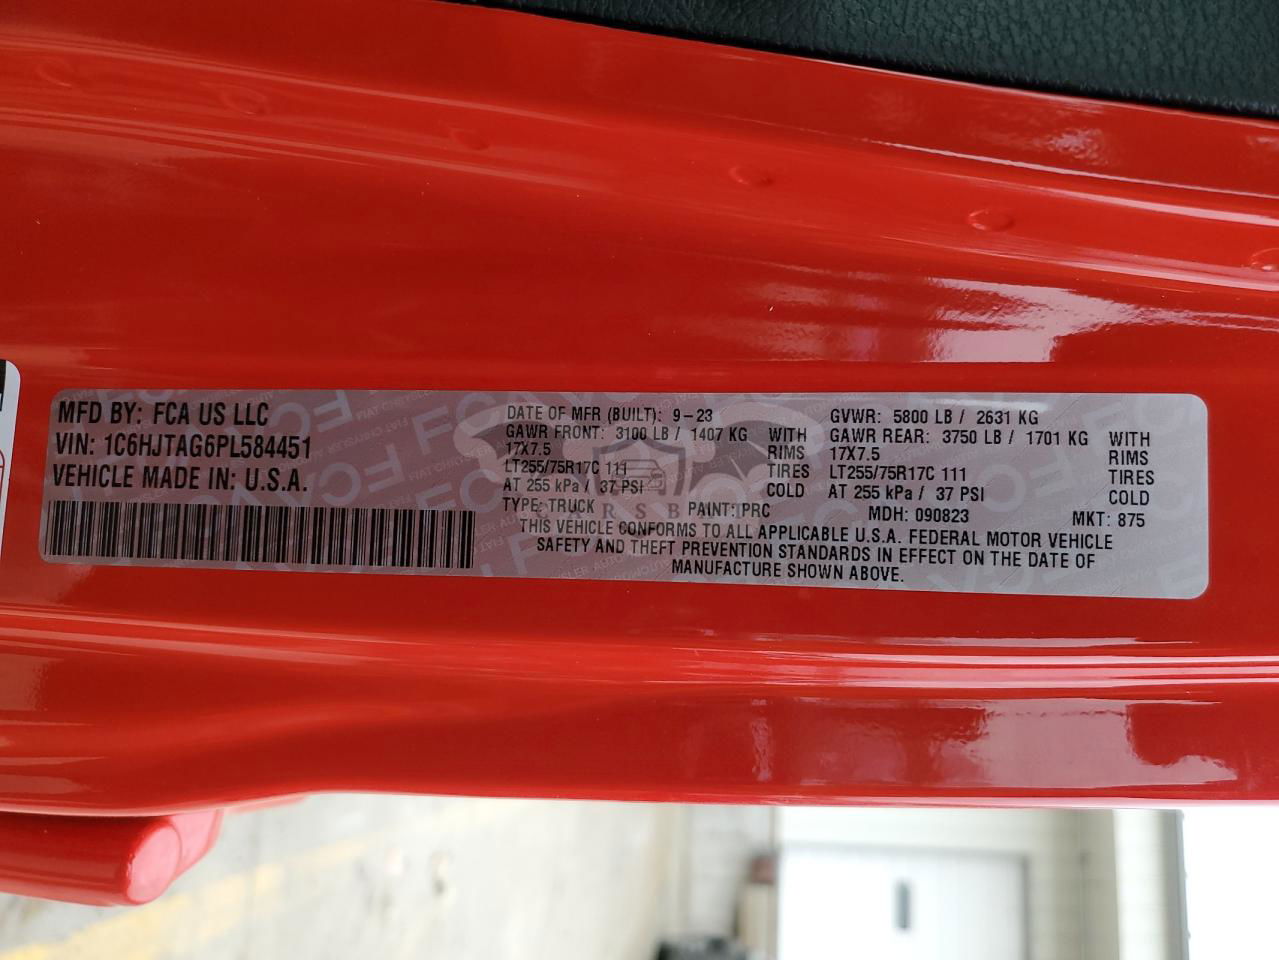 MFD BY: FCA US LLC
VIN: 1C6HJTAG6PL584451
VEHICLE MADE IN: U.S.A.
DATE OF MFR (BUILT): 9-23
GAWR FRONT: 3100 LB / 1407 KG WITH
17X7.5 RIMS
LT255/75R17C 111 TIRES
AT 255 kPa / 37 PSI COLD
GVWR: 5800 LB / 2631 KG
GAWR REAR: 3750 LB / 1701 KG WITH
17X7.5 RIMS
LT255/75R17C 111 TIRES
AT 255 kPa / 37 PSI COLD
TYPE: TRUCK PAINT: PRC MDH: 090823 MKT: 875
THIS VEHICLE CONFORMS TO ALL APPLICABLE U.S.A. FEDERAL MOTOR VEHICLE
SAFETY AND THEFT PREVENTION STANDARDS IN EFFECT ON THE DATE OF
MANUFACTURE SHOWN ABOVE.